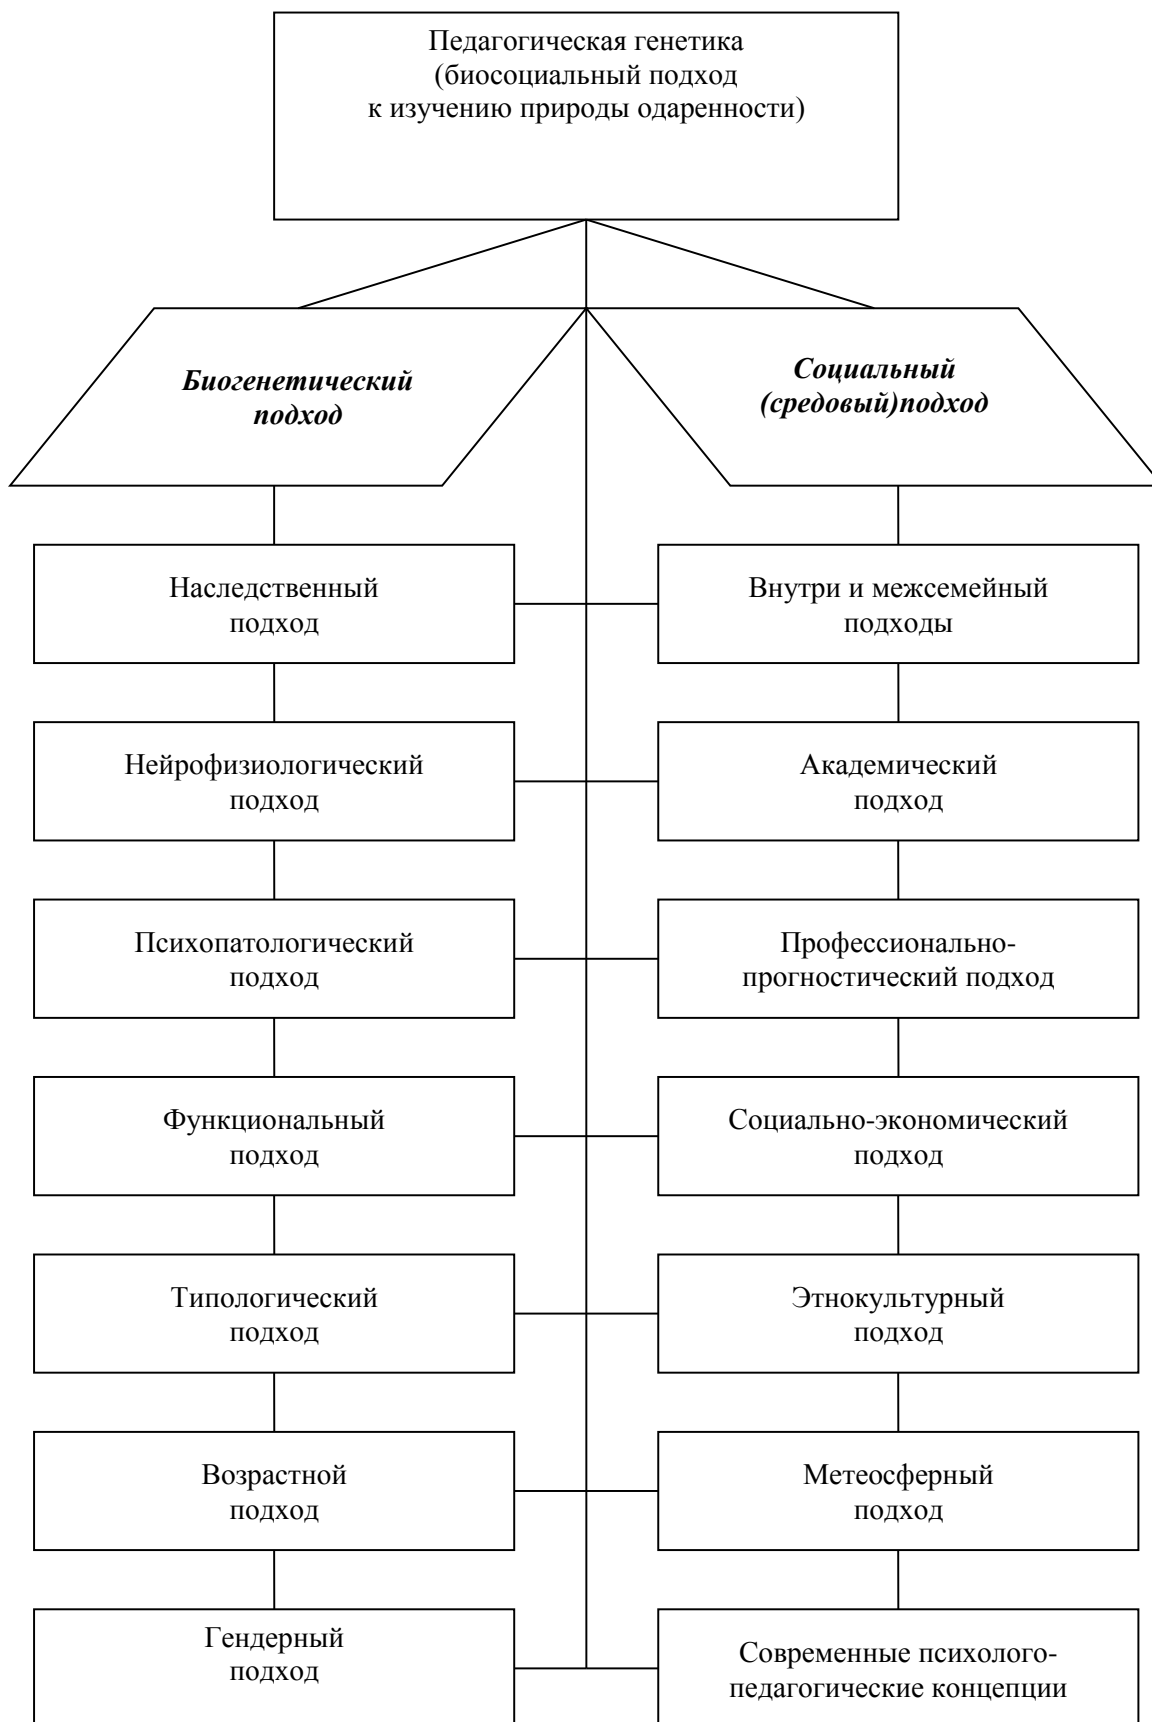 Педагогическая генетика
(биосоциальный подход
к изучению природы одаренности)
Биогенетический
подход
Социальный
(средовый)подход
Наследственный
подход
Внутри и межсемейный
подходы
Нейрофизиологический
подход
Академический
подход
Психопатологический
подход
Профессионально-
прогностический подход
Функциональный
подход
Социально-экономический
подход
Типологический
подход
Этнокультурный
подход
Возрастной
подход
Метеосферный
подход
Гендерный
подход
Современные психолого-
педагогические концепции